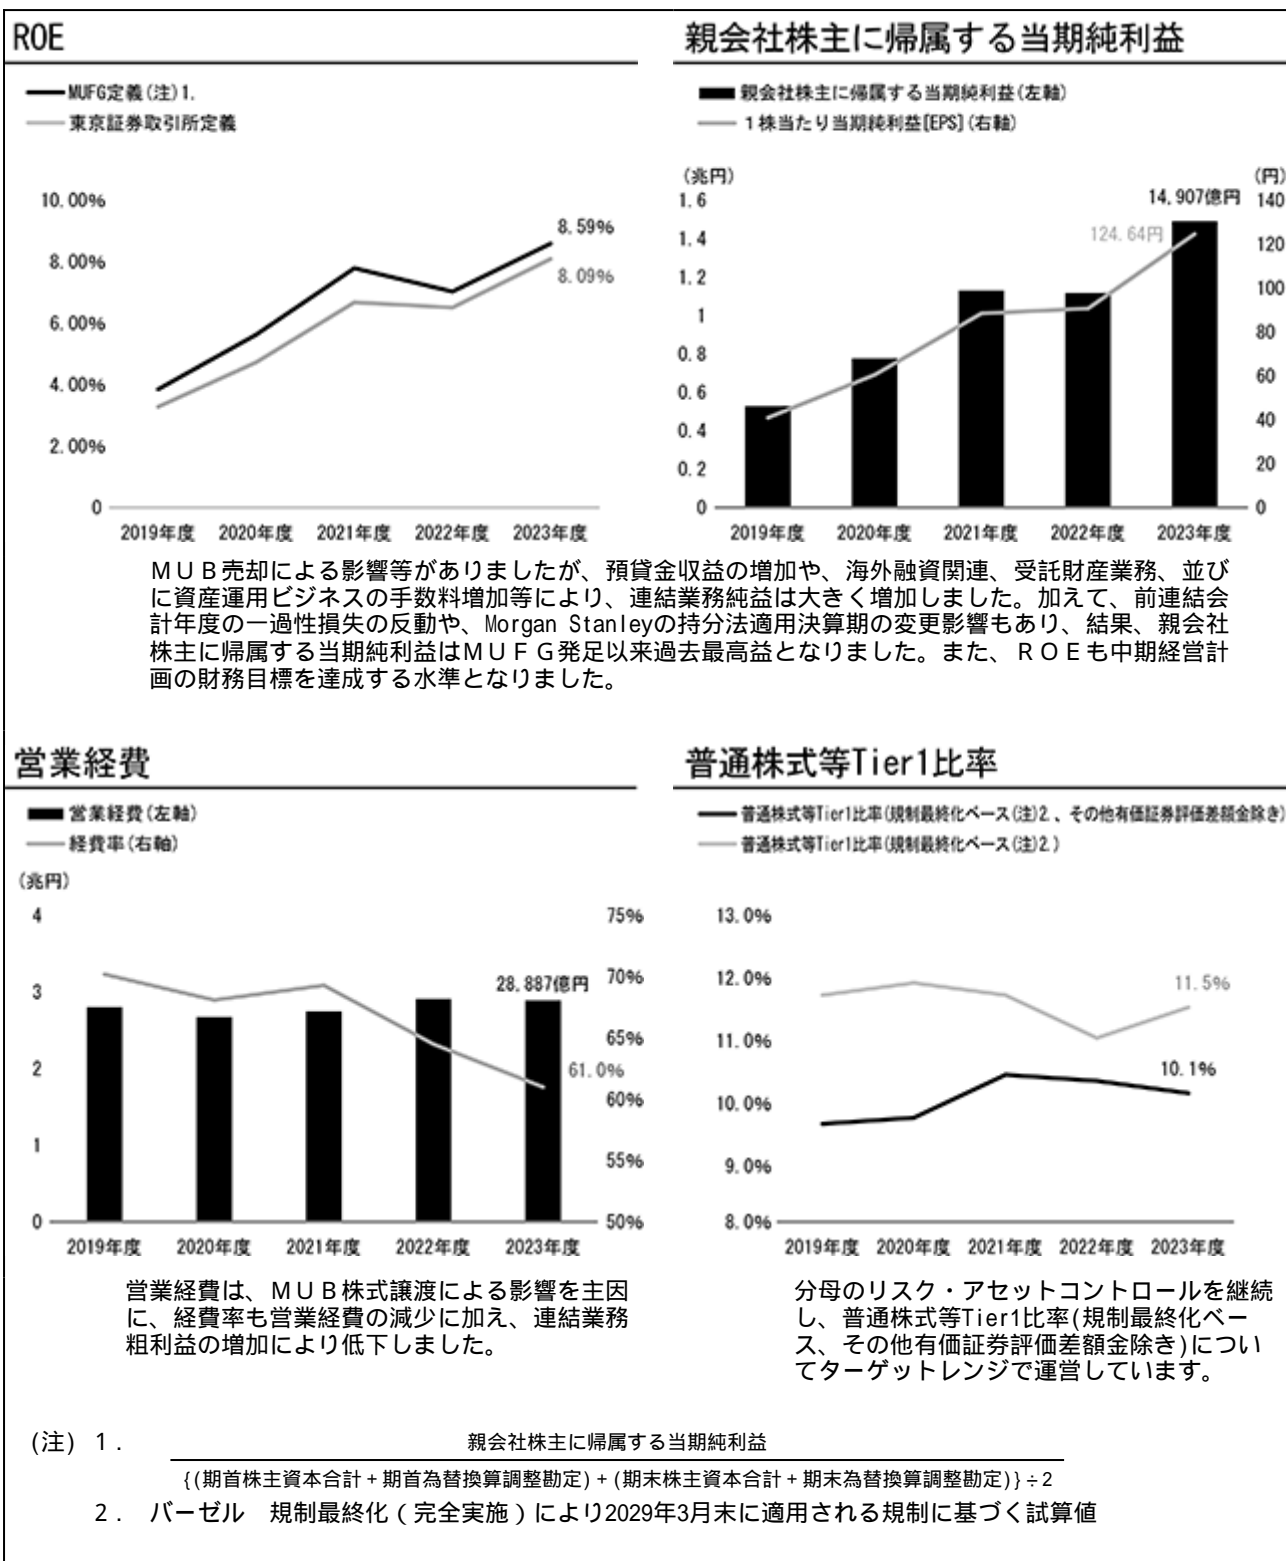 ROE
MUFG定義(注)1.
東京証券取引所定義
10.00%
8.00%
6.00%
4.00%
2.00%
0
8.59%
8.09%
2019年度 2020年度 2021年度 2022年度 2023年度
親会社株主に帰属する当期純利益
親会社株主に帰属する当期純利益(左軸)
1株当たり当期純利益[EPS](右軸)
(兆円)
1.6
1.4
1.2
1
0.8
0.6
0.4
0.2
0
14,907億円
124.64円
(円)
140
120
100
80
60
40
20
0
2019年度 2020年度 2021年度 2022年度 2023年度
MUB売却による影響等がありましたが、預貸金収益の増加や、海外融資関連、受託財産業務、並び
に資産運用ビジネスの手数料増加等により、連結業務純益は大きく増加しました。加えて、前連結会
計年度の一過性損失の反動や、Morgan Stanleyの持分法適用決算期の変更影響もあり、結果、親会社
株主に帰属する当期純利益はMUFG発足以来過去最高益となりました。また、ROEも中期経営計
画の財務目標を達成する水準となりました。
営業経費
営業経費(左軸)
経費率(右軸)
(兆円)
4
3
2
1
0
28,887億円
61.0%
75%
70%
65%
60%
55%
50%
2019年度 2020年度 2021年度 2022年度 2023年度
営業経費は、MUB株式譲渡による影響を主因
に、経費率も営業経費の減少に加え、連結業務
粗利益の増加により低下しました。
普通株式等Tier1比率
普通株式等Tier1比率(規制最終化ベース(注)2.、その他有価証券評価差額金除き)
普通株式等Tier1比率(規制最終化ベース(注)2.)
13.0%
12.0%
11.0%
10.0%
9.0%
8.0%
11.5%
10.1%
2019年度 2020年度 2021年度 2022年度 2023年度
分母のリスク・アセットコントロールを継続
し、普通株式等Tier1比率(規制最終化ベー
ス、その他有価証券評価差額金除き)につい
てターゲットレンジで運営しています。
(注) 1.
親会社株主に帰属する当期純利益
{(期首株主資本合計+期首為替換算調整勘定)+(期末株主資本合計+期末為替換算調整勘定)}÷2
2. バーゼル 規制最終化(完全実施)により2029年3月末に適用される規制に基づく試算値